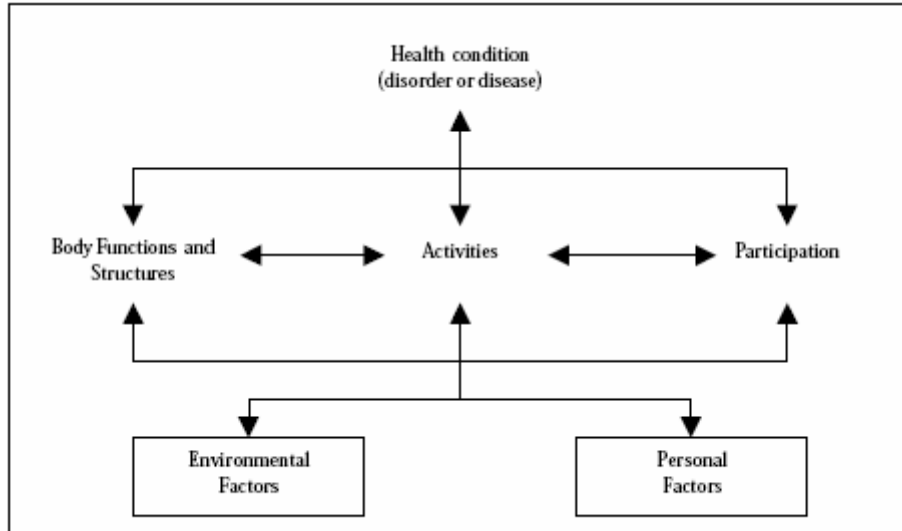 Health condition
(disorder or disease)
Body Functions and
Structures
Activities
Participation
Environmental
Factors
Personal
Factors